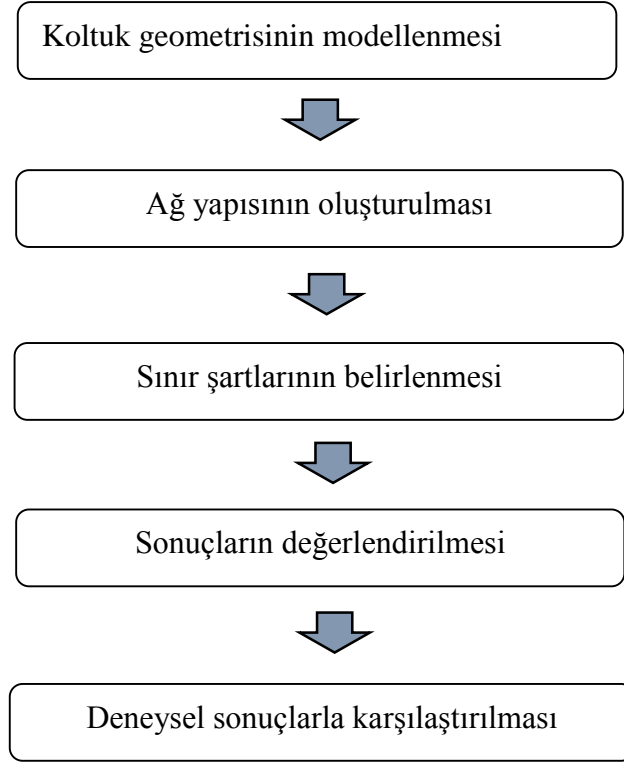 Koltuk geometrisinin modellenmesi
Ağ yapısının oluşturulması
Sınır şartlarının belirlenmesi
Sonuçların değerlendirilmesi
Deneysel sonuçlarla karşılaştırılması